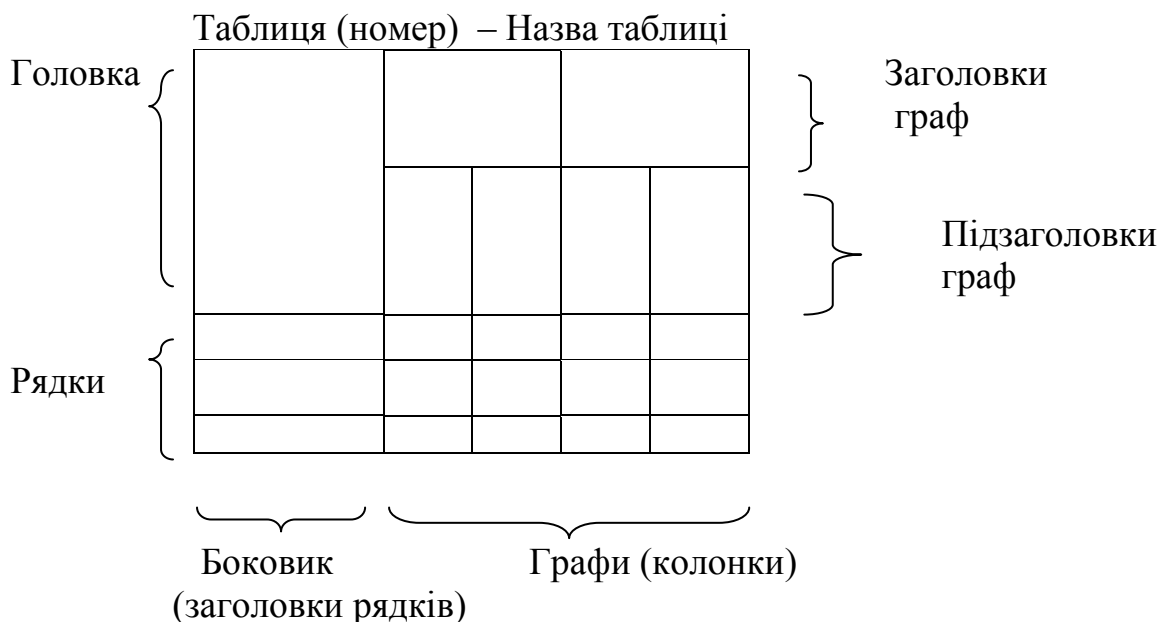 Таблиця (номер) – Назва таблиці
Головка
Заголовки
граф
Підзаголовки
граф
Рядки
Боковик
(заголовки рядків)
Графи (колонки)